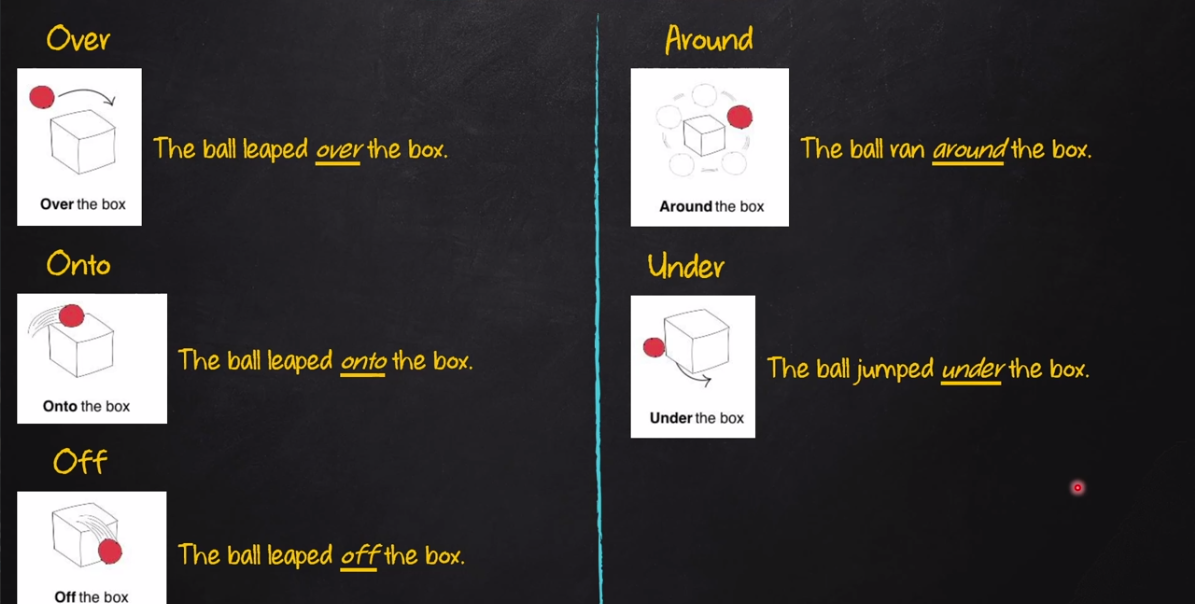 Over
The ball leaped over the box.
Over the box
Onto
The ball leaped onto the box.
Onto the box
Off
The ball leaped off the box.
Off the box
Around
The ball ran around the box.
Around the box
Under
The ball jumped under the box.
Under the box